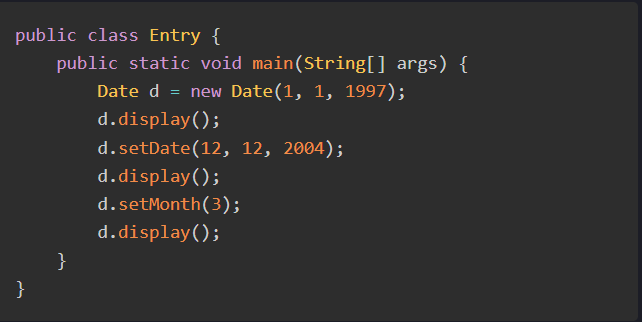 public class Entry {
    public static void main(String[] args) {
        Date d = new Date(1, 1, 1997);
        d.display();
        d.setDate(12, 12, 2004);
        d.display();
        d.setMonth(3);
        d.display();
    }
}